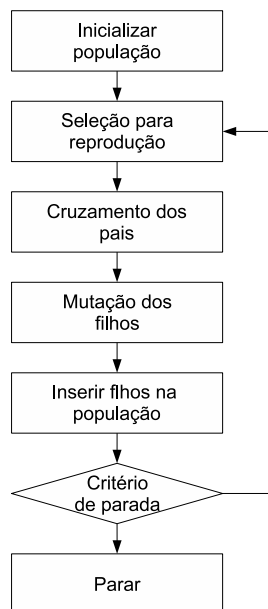 Inicializar
população
Seleção para
reprodução
Cruzamento dos
pais
Mutação dos
filhos
Inserir flhos na
população
Critério
de parada
Parar